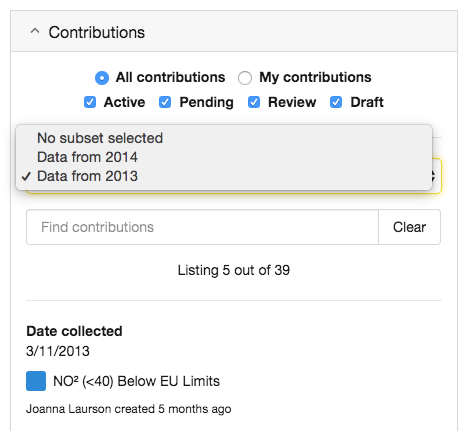 Contributions
All contributions My contributions
Active Pending Review Draft
No subset selected
Data from 2014
✓ Data from 2013
Find contributions Clear
Listing 5 out of 39
Date collected
3/11/2013
NO² (<40) Below EU Limits
Joanna Laurson created 5 months ago